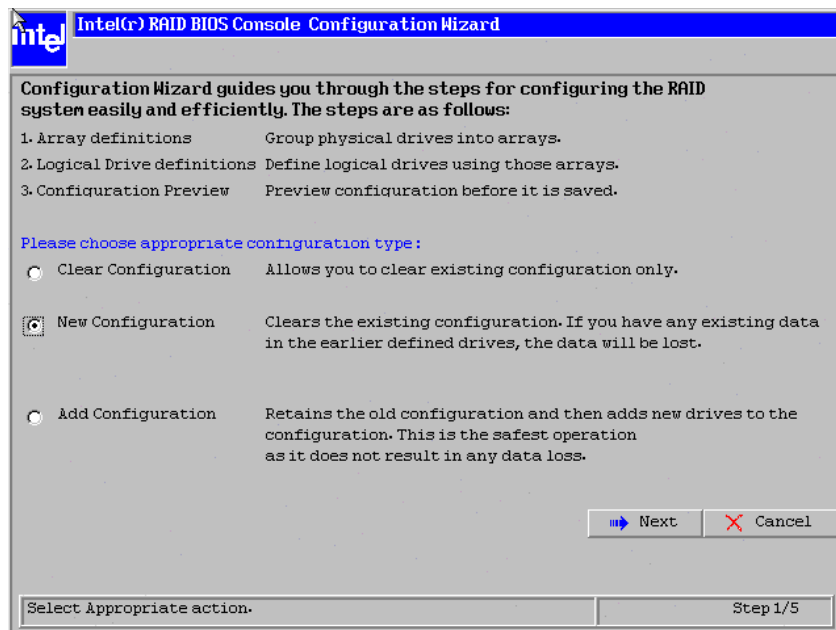 intel
Intel(r) RAID BIOS Console Configuration Wizard
Configuration Wizard guides you through the steps for configuring the RAID
system easily and efficiently. The steps are as follows:
1. Array definitions Group physical drives into arrays.
2. Logical Drive definitions Define logical drives using those arrays.
3. Configuration Preview Preview configuration before it is saved.
Please choose appropriate configuration type:
Clear Configuration Allows you to clear existing configuration only.
New Configuration Clears the existing configuration. If you have any existing data
in the earlier defined drives, the data will be lost.
Add Configuration Retains the old configuration and then adds new drives to the
configuration. This is the safest operation
as it does not result in any data loss.
Next Cancel
Select Appropriate action. Step 1/5